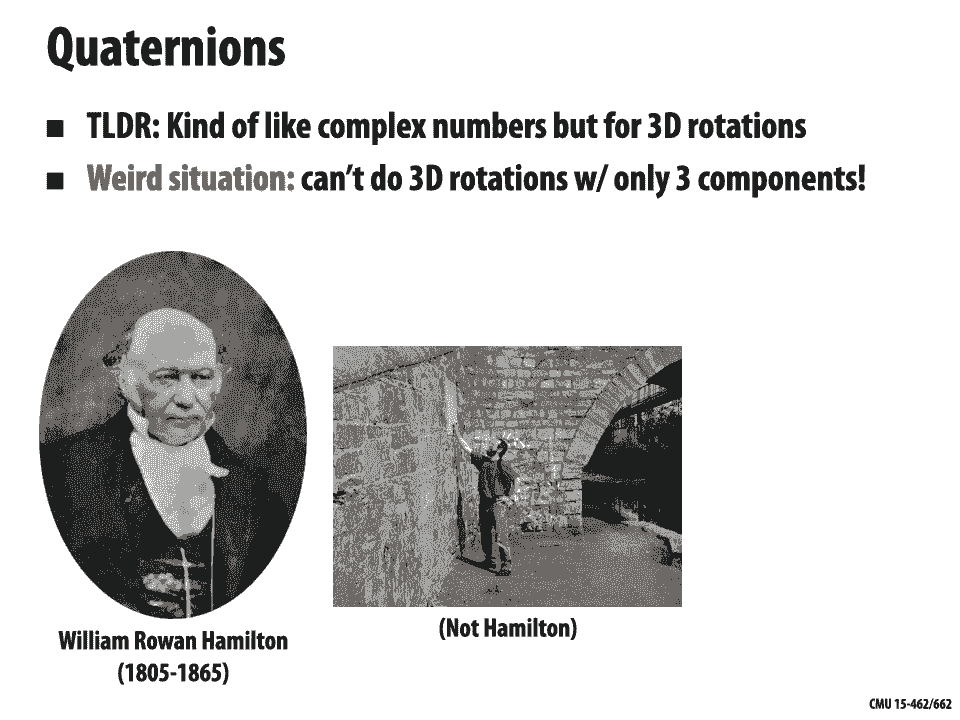 Quaternions
■ TLDR: Kind of like complex numbers but for 3D rotations
■ Weird situation: can’t do 3D rotations w/ only 3 components!
William Rowan Hamilton
(1805-1865)
(Not Hamilton)
CMU 15-462/662